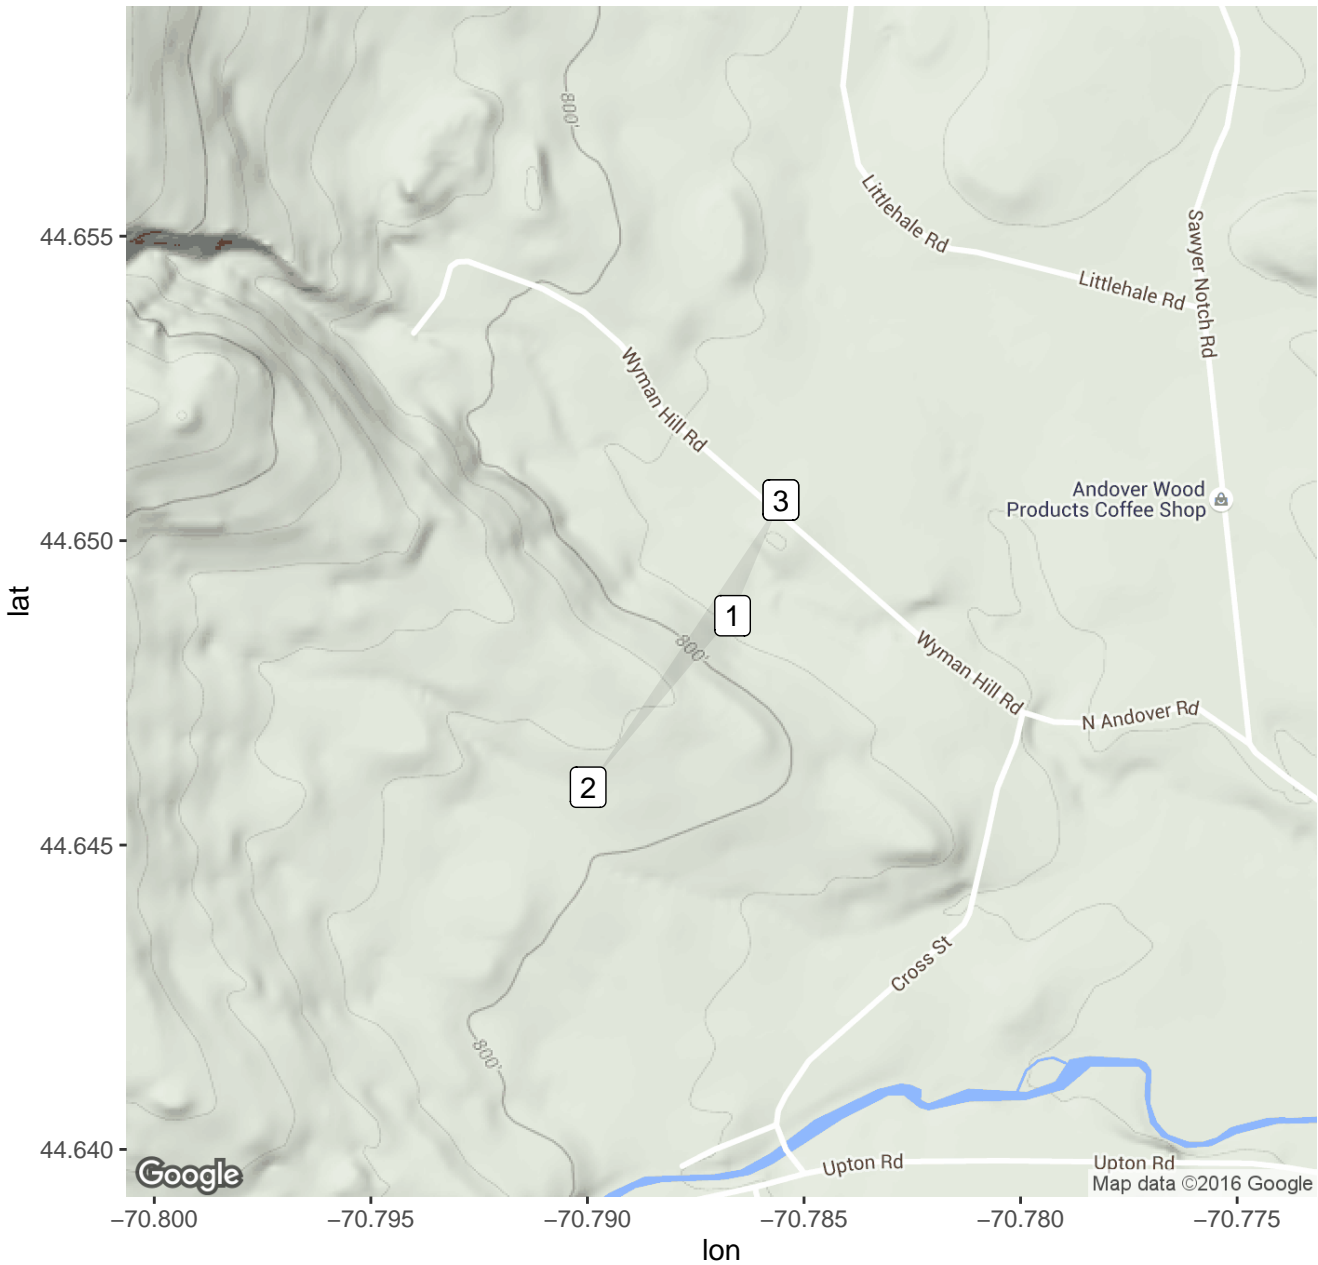 800'
Littlehale Rd
Sawyer Notch Rd
44.655
Littlehale Rd
Wyman Hill Rd
3
Andover Wood
Products Coffee Shop
44.650
lat
1
800'
Wyman Hill Rd
N Andover Rd
2
44.645
Cross St
800'
44.640
Google
Upton Rd
Upton Rd
Map data ©2016 Google
−70.800
−70.795
−70.790
−70.785
−70.780
−70.775
lon